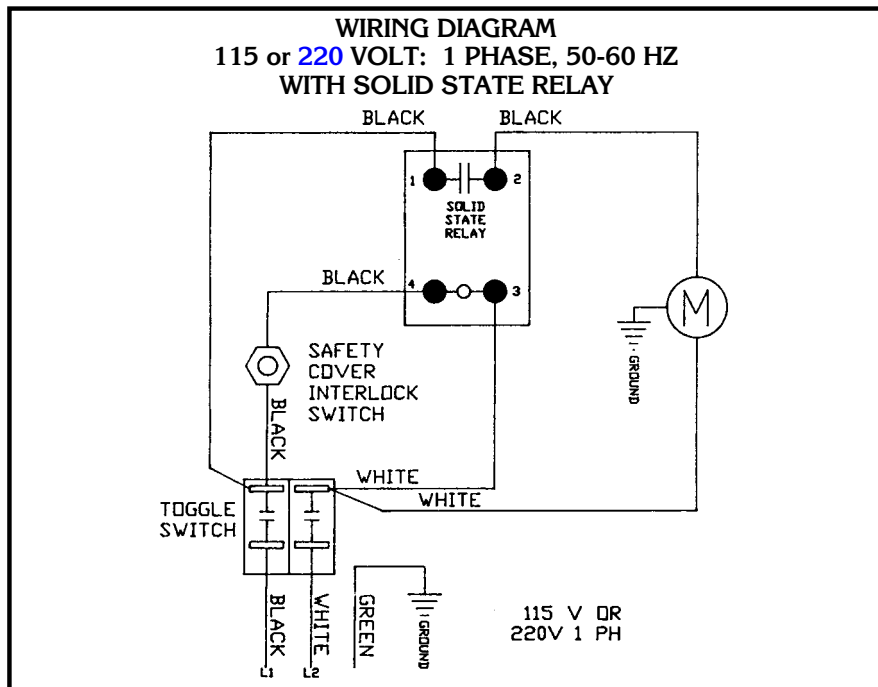 WIRING DIAGRAM
115 or 220 VOLT: 1 PHASE, 50-60 HZ
WITH SOLID STATE RELAY
BLACK
BLACK
1
2
SOLID
STATE
RELAY
BLACK
4
3
M
GROUND
SAFETY
COVER
INTERLOCK
SWITCH
BLACK
WHITE
WHITE
TOGGLE
SWITCH
BLACK
WHITE
GREEN
GROUND
L1
L2
115 V OR
220V 1 PH